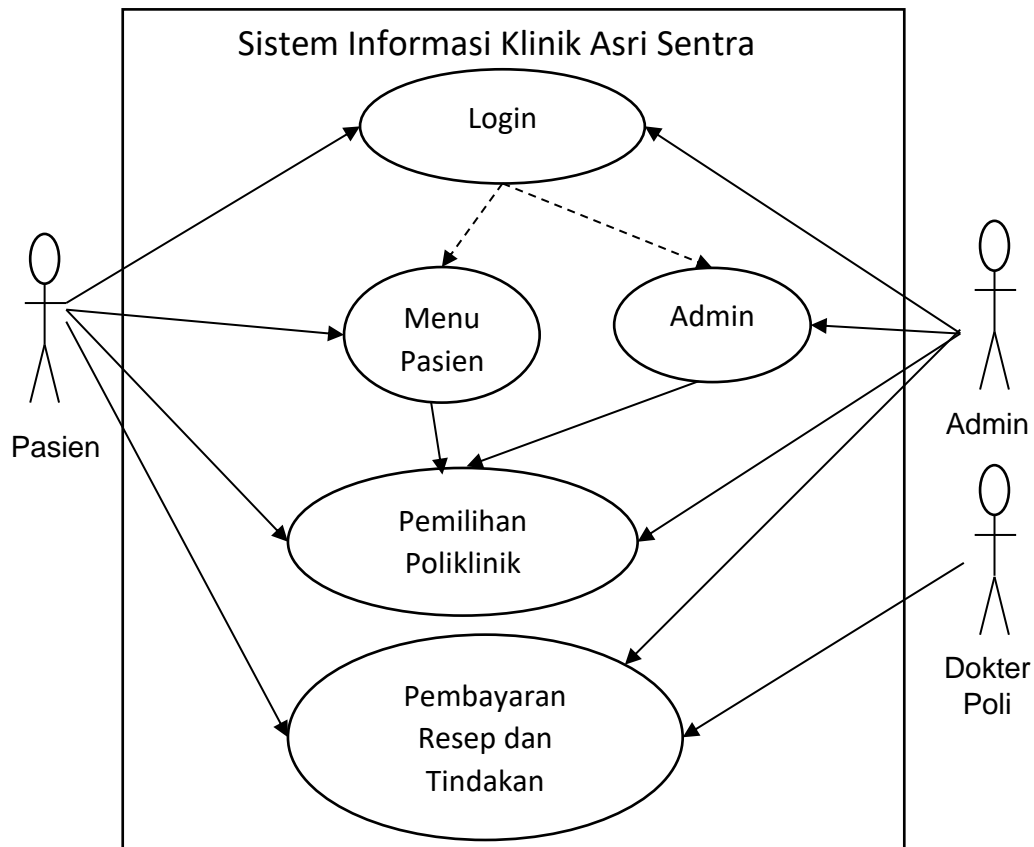 Sistem Informasi Klinik Asri Sentra
Login
Menu
Pasien
Admin
Pasien
Admin
Pemilihan
Poliklinik
Dokter
Poli
Pembayaran
Resep dan
Tindakan